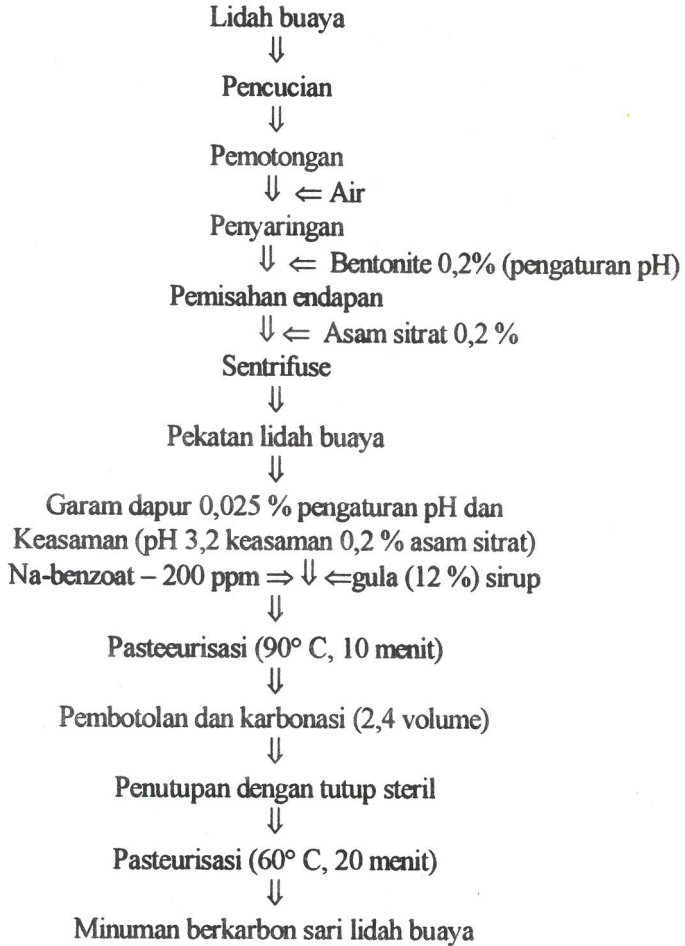 Lidah buaya
⇓
Pencucian
⇓
Pemotongan
⇓ ⇐ Air
Penyaringan
⇓ ⇐ Bentonite 0,2% (pengaturan pH)
Pemisahan endapan
⇓ ⇐ Asam sitrat 0,2 %
Sentrifuse
⇓
Pekatan lidah buaya
⇓
Garam dapur 0,025 % pengaturan pH dan
Keasaman (pH 3,2 keasaman 0,2 % asam sitrat)
Na-benzoat – 200 ppm ⇒ ⇓ ⇐gula (12 %) sirup
⇓
Pasteeurisasi (90° C, 10 menit)
⇓
Pembotolan dan karbonasi (2,4 volume)
⇓
Penutupan dengan tutup steril
⇓
Pasteurisasi (60° C, 20 menit)
⇓
Minuman berkarbon sari lidah buaya